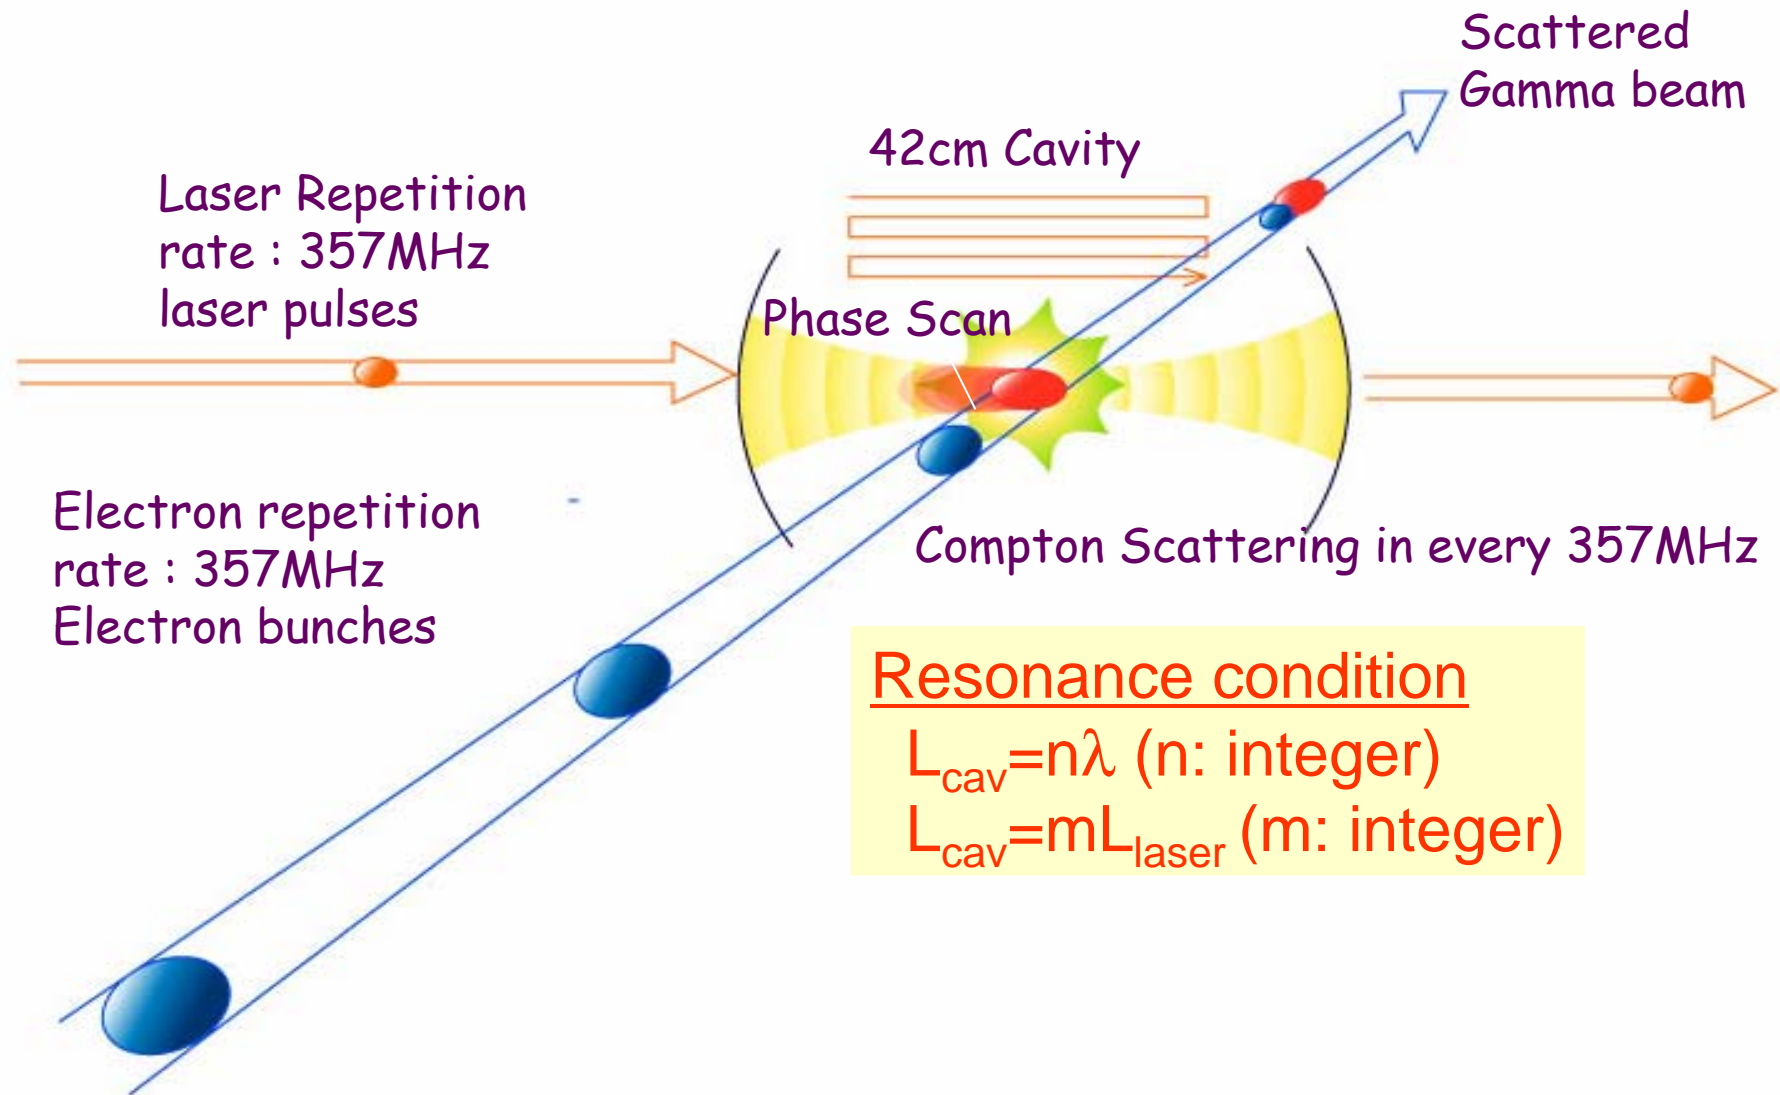 Scattered
Gamma beam
42cm Cavity
Laser Repetition
rate : 357MHz
laser pulses
Phase Scan
Electron repetition
rate : 357MHz
Electron bunches
Compton Scattering in every 357MHz
Resonance condition
Lcav=nλ (n: integer)
Lcav=mLlaser (m: integer)